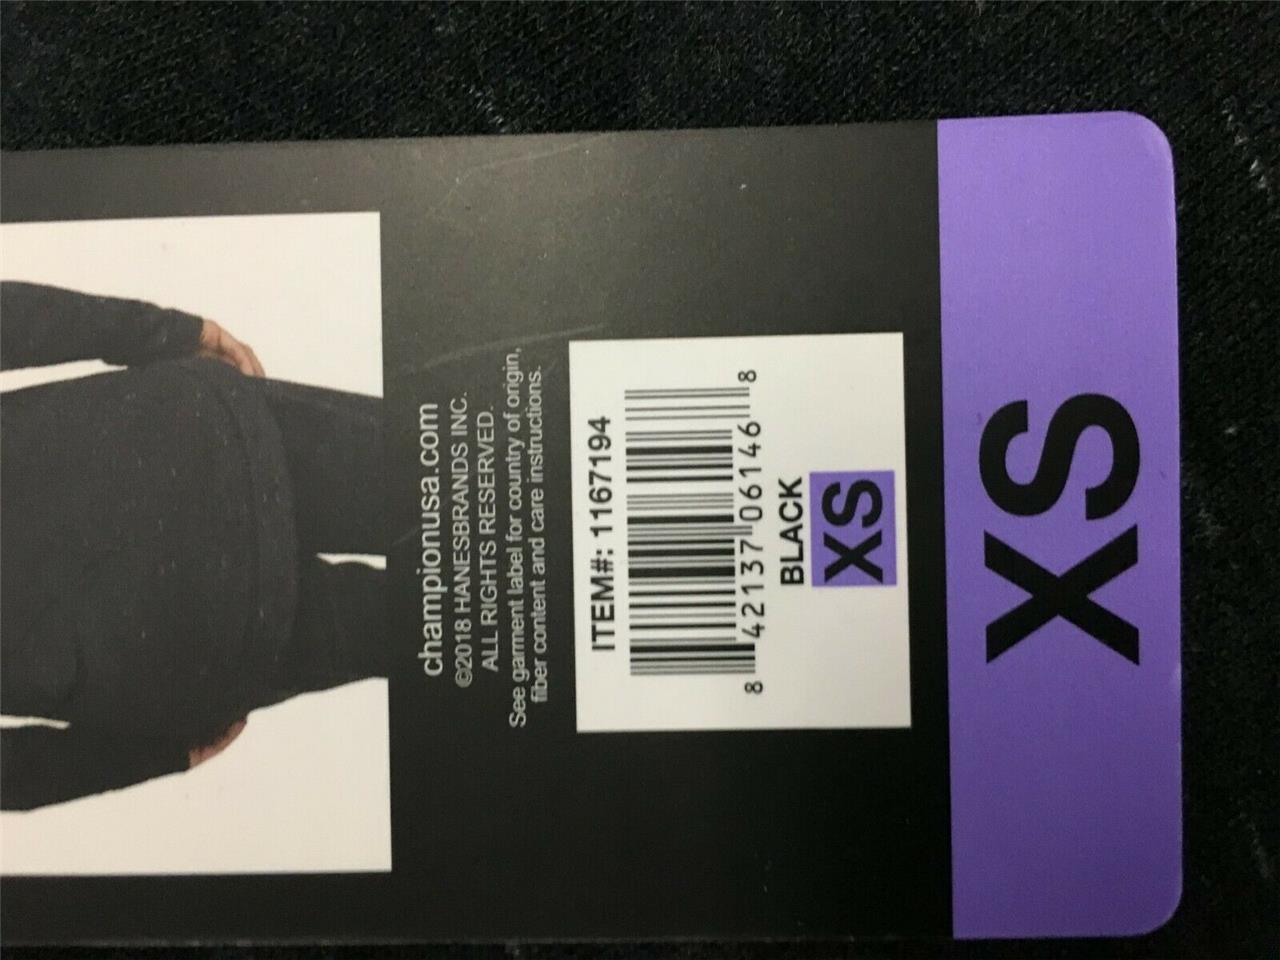 championusa.com
©2018 HANESBRANDS INC.
ALL RIGHTS RESERVED.
See garment label for country of origin,
fiber content and care instructions.
ITEM#: 1167194
8 42137 06146 8
BLACK
XS
XS